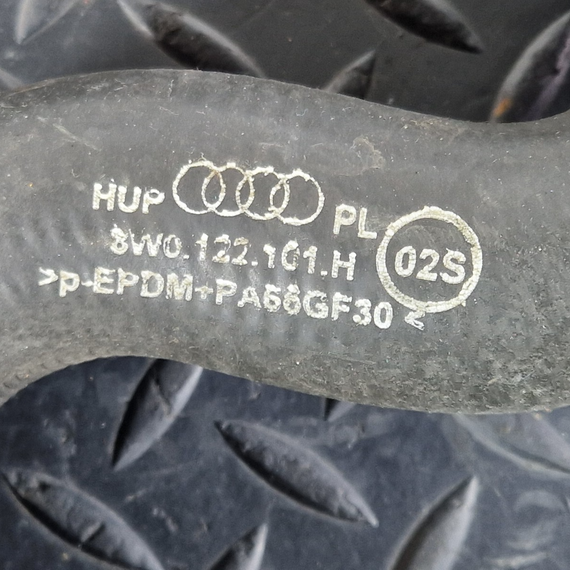 HUP PL
8W0.122.101.H
02S
>p-EPDM+PA66GF30<